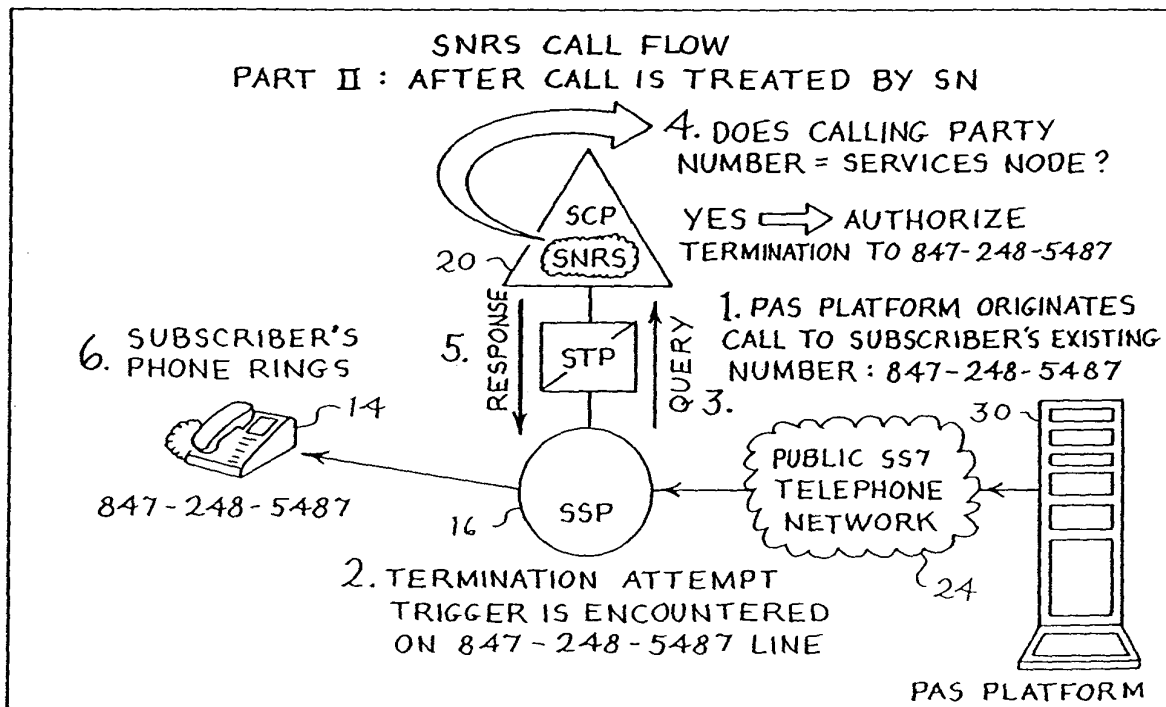 SNRS CALL FLOW
PART II : AFTER CALL IS TREATED BY SN
4. DOES CALLING PARTY
NUMBER = SERVICES NODE ?
YES ⇒ AUTHORIZE
TERMINATION TO 847-248-5487
SCP
SNRS
20
1. PAS PLATFORM ORIGINATES
CALL TO SUBSCRIBER'S EXISTING
NUMBER : 847-248-5487
5. RESPONSE
STP
QUERY 3.
6. SUBSCRIBER'S
PHONE RINGS
14
847-248-5487
16
SSP
PUBLIC SS7
TELEPHONE
NETWORK
24
30
2. TERMINATION ATTEMPT
TRIGGER IS ENCOUNTERED
ON 847-248-5487 LINE
PAS PLATFORM